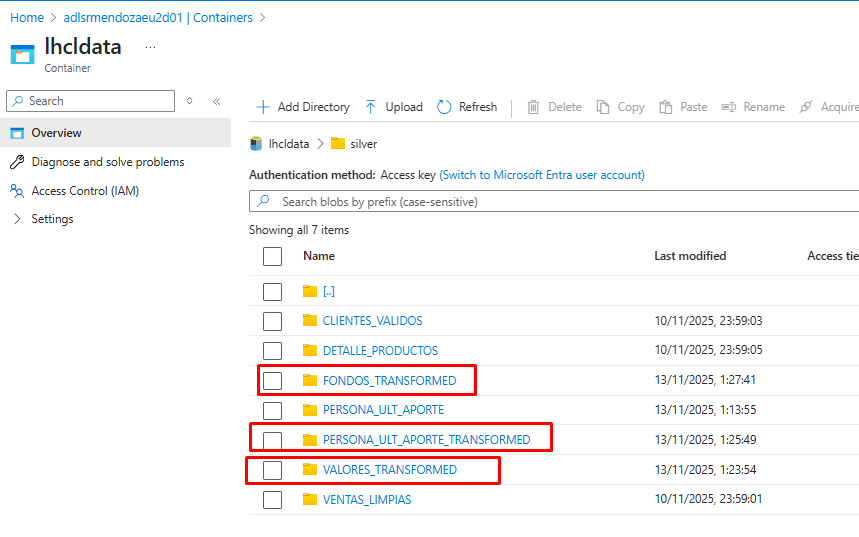 Home > adlsrmendozaeu2d01 | Containers >
lhcldata ...
Container
Search
Overview
Diagnose and solve problems
Access Control (IAM)
Settings
Add Directory Upload Refresh Delete Copy Paste Rename Acquire
lhcldata > silver
Authentication method: Access key (Switch to Microsoft Entra user account)
Search blobs by prefix (case-sensitive)
Showing all 7 items
Name Last modified Access tie
[..]
CLIENTES_VALIDOS 10/11/2025, 23:59:03
DETALLE_PRODUCTOS 10/11/2025, 23:59:05
FONDOS_TRANSFORMED 13/11/2025, 1:27:41
PERSONA_ULT_APORTE 13/11/2025, 1:13:55
PERSONA_ULT_APORTE_TRANSFORMED 13/11/2025, 1:25:49
VALORES_TRANSFORMED 13/11/2025, 1:23:54
VENTAS_LIMPIAS 10/11/2025, 23:59:01